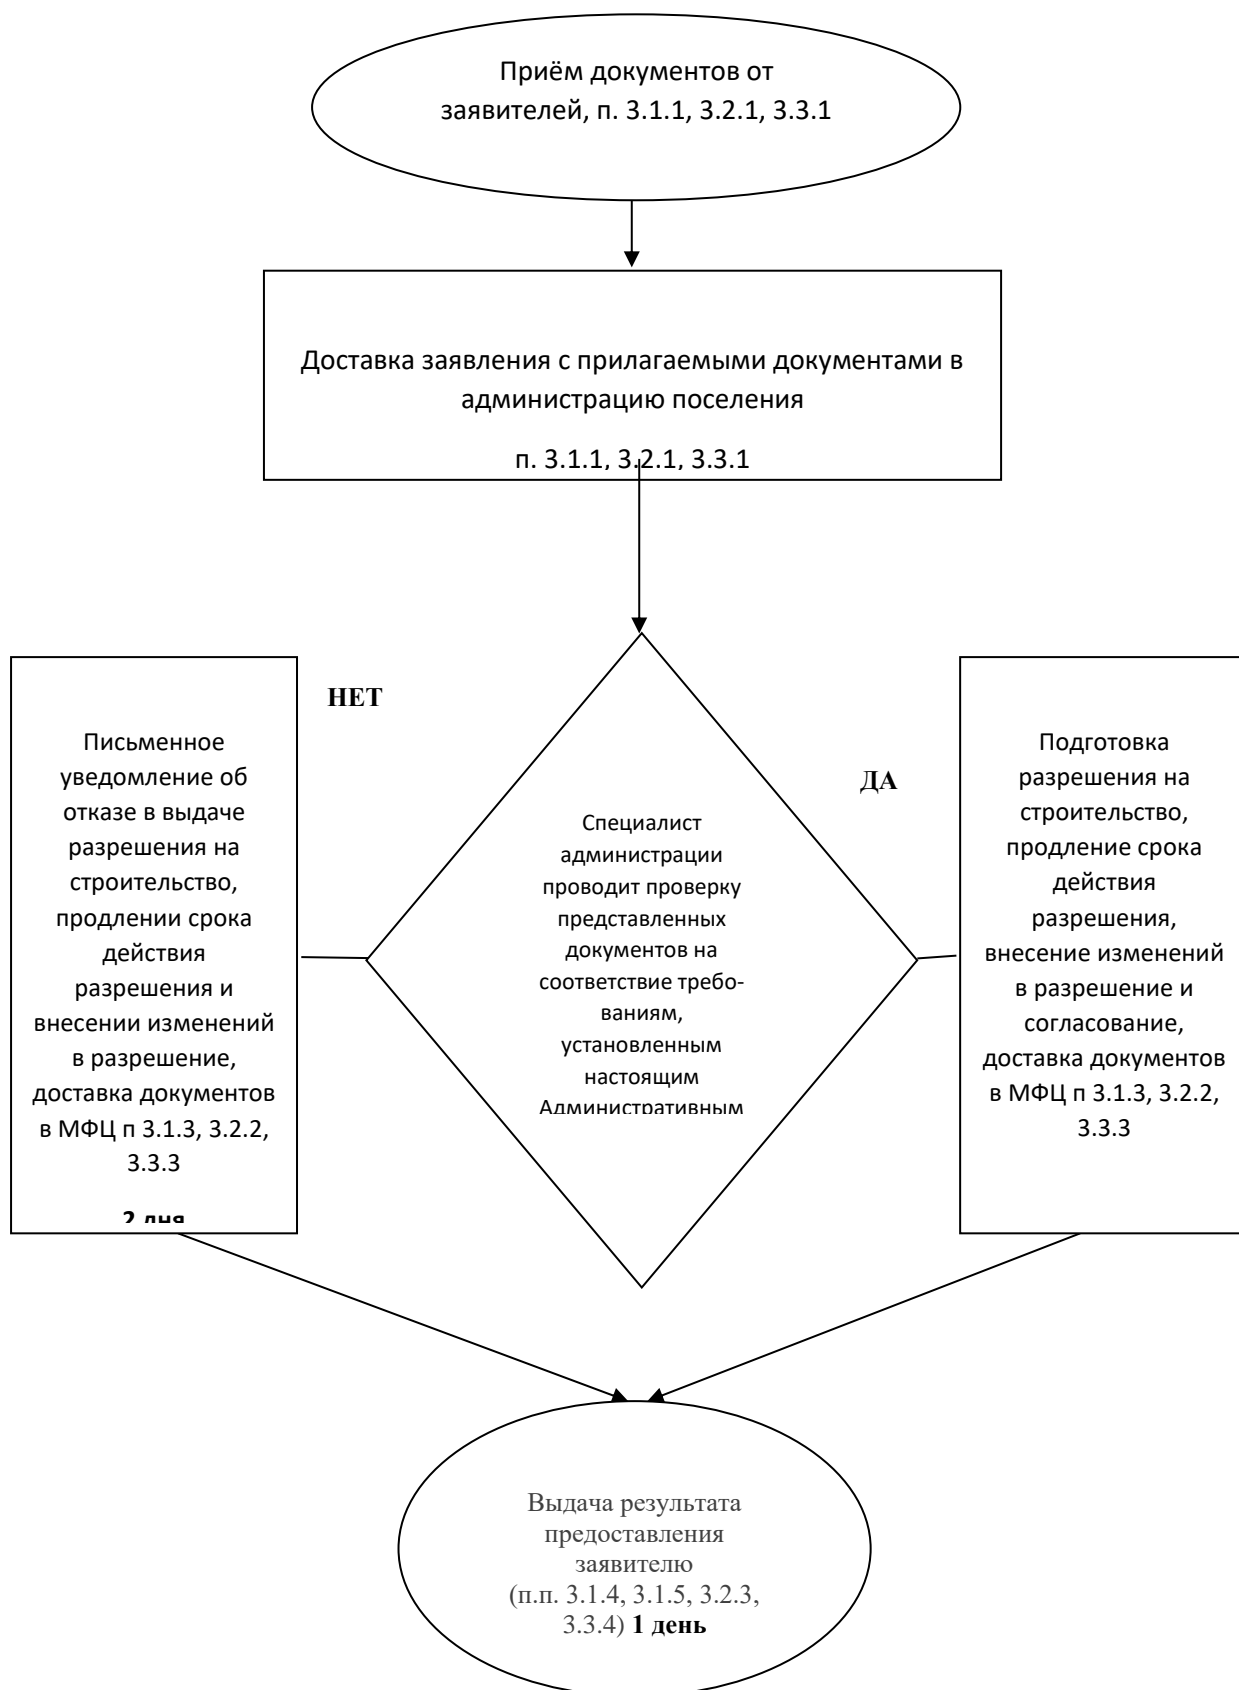 Приём документов от
заявителей, п. 3.1.1, 3.2.1, 3.3.1
Доставка заявления с прилагаемыми документами в
администрацию поселения
п. 3.1.1, 3.2.1, 3.3.1
НЕТ
ДА
Письменное
уведомление об
отказе в выдаче
разрешения на
строительство,
продлении срока
действия
разрешения и
внесении изменений
в разрешение,
доставка документов
в МФЦ п 3.1.3, 3.2.2,
3.3.3
2 дня
Специалист
администрации
проводит проверку
представленных
документов на
соответствие требо-
ваниям,
установленным
настоящим
Административным
Подготовка
разрешения на
строительство,
продление срока
действия
разрешения,
внесение изменений
в разрешение и
согласование,
доставка документов
в МФЦ п 3.1.3, 3.2.2,
3.3.3
Выдача результата
предоставления
заявителю
(п.п. 3.1.4, 3.1.5, 3.2.3,
3.3.4) 1 день